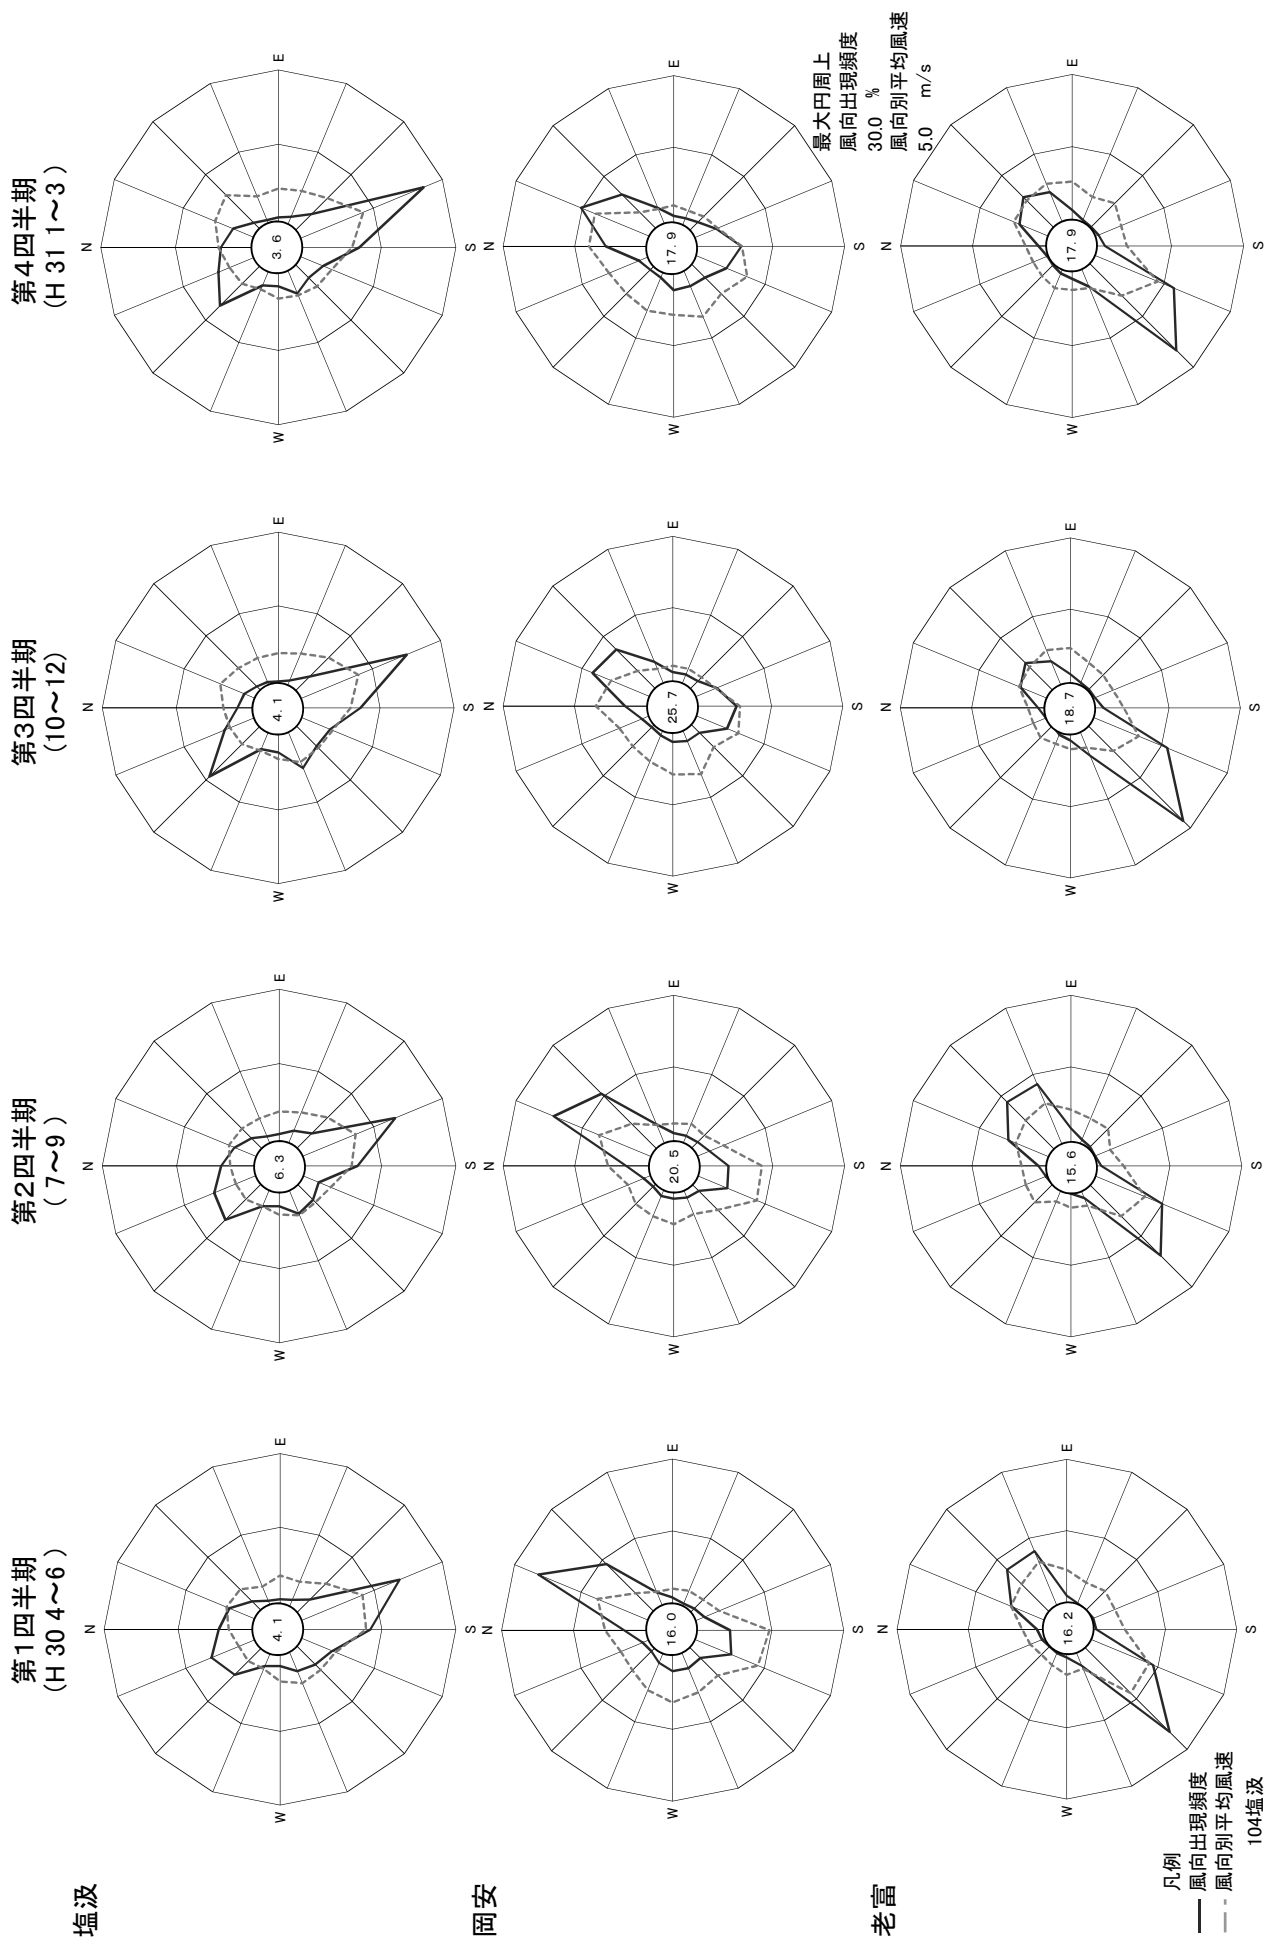 第1四半期
(H 30 4～6 )
第2四半期
( 7～9 )
第3四半期
(10～12)
第4四半期
(H 31 1～3 )
塩汲
N
E
S
W
4. 1
N
E
S
W
6. 3
N
E
S
W
4. 1
N
E
S
W
3. 6
岡安
N
E
S
W
16. 0
N
E
S
W
20. 5
N
E
S
W
25. 7
N
E
S
W
17. 9
老富
N
E
S
W
16. 2
N
E
S
W
15. 6
N
E
S
W
18. 7
N
E
S
W
17. 9
最大円周上
風向出現頻度
30.0 %
風向別平均風速
5.0 m/s
凡例
風向出現頻度
風向別平均風速
104塩汲